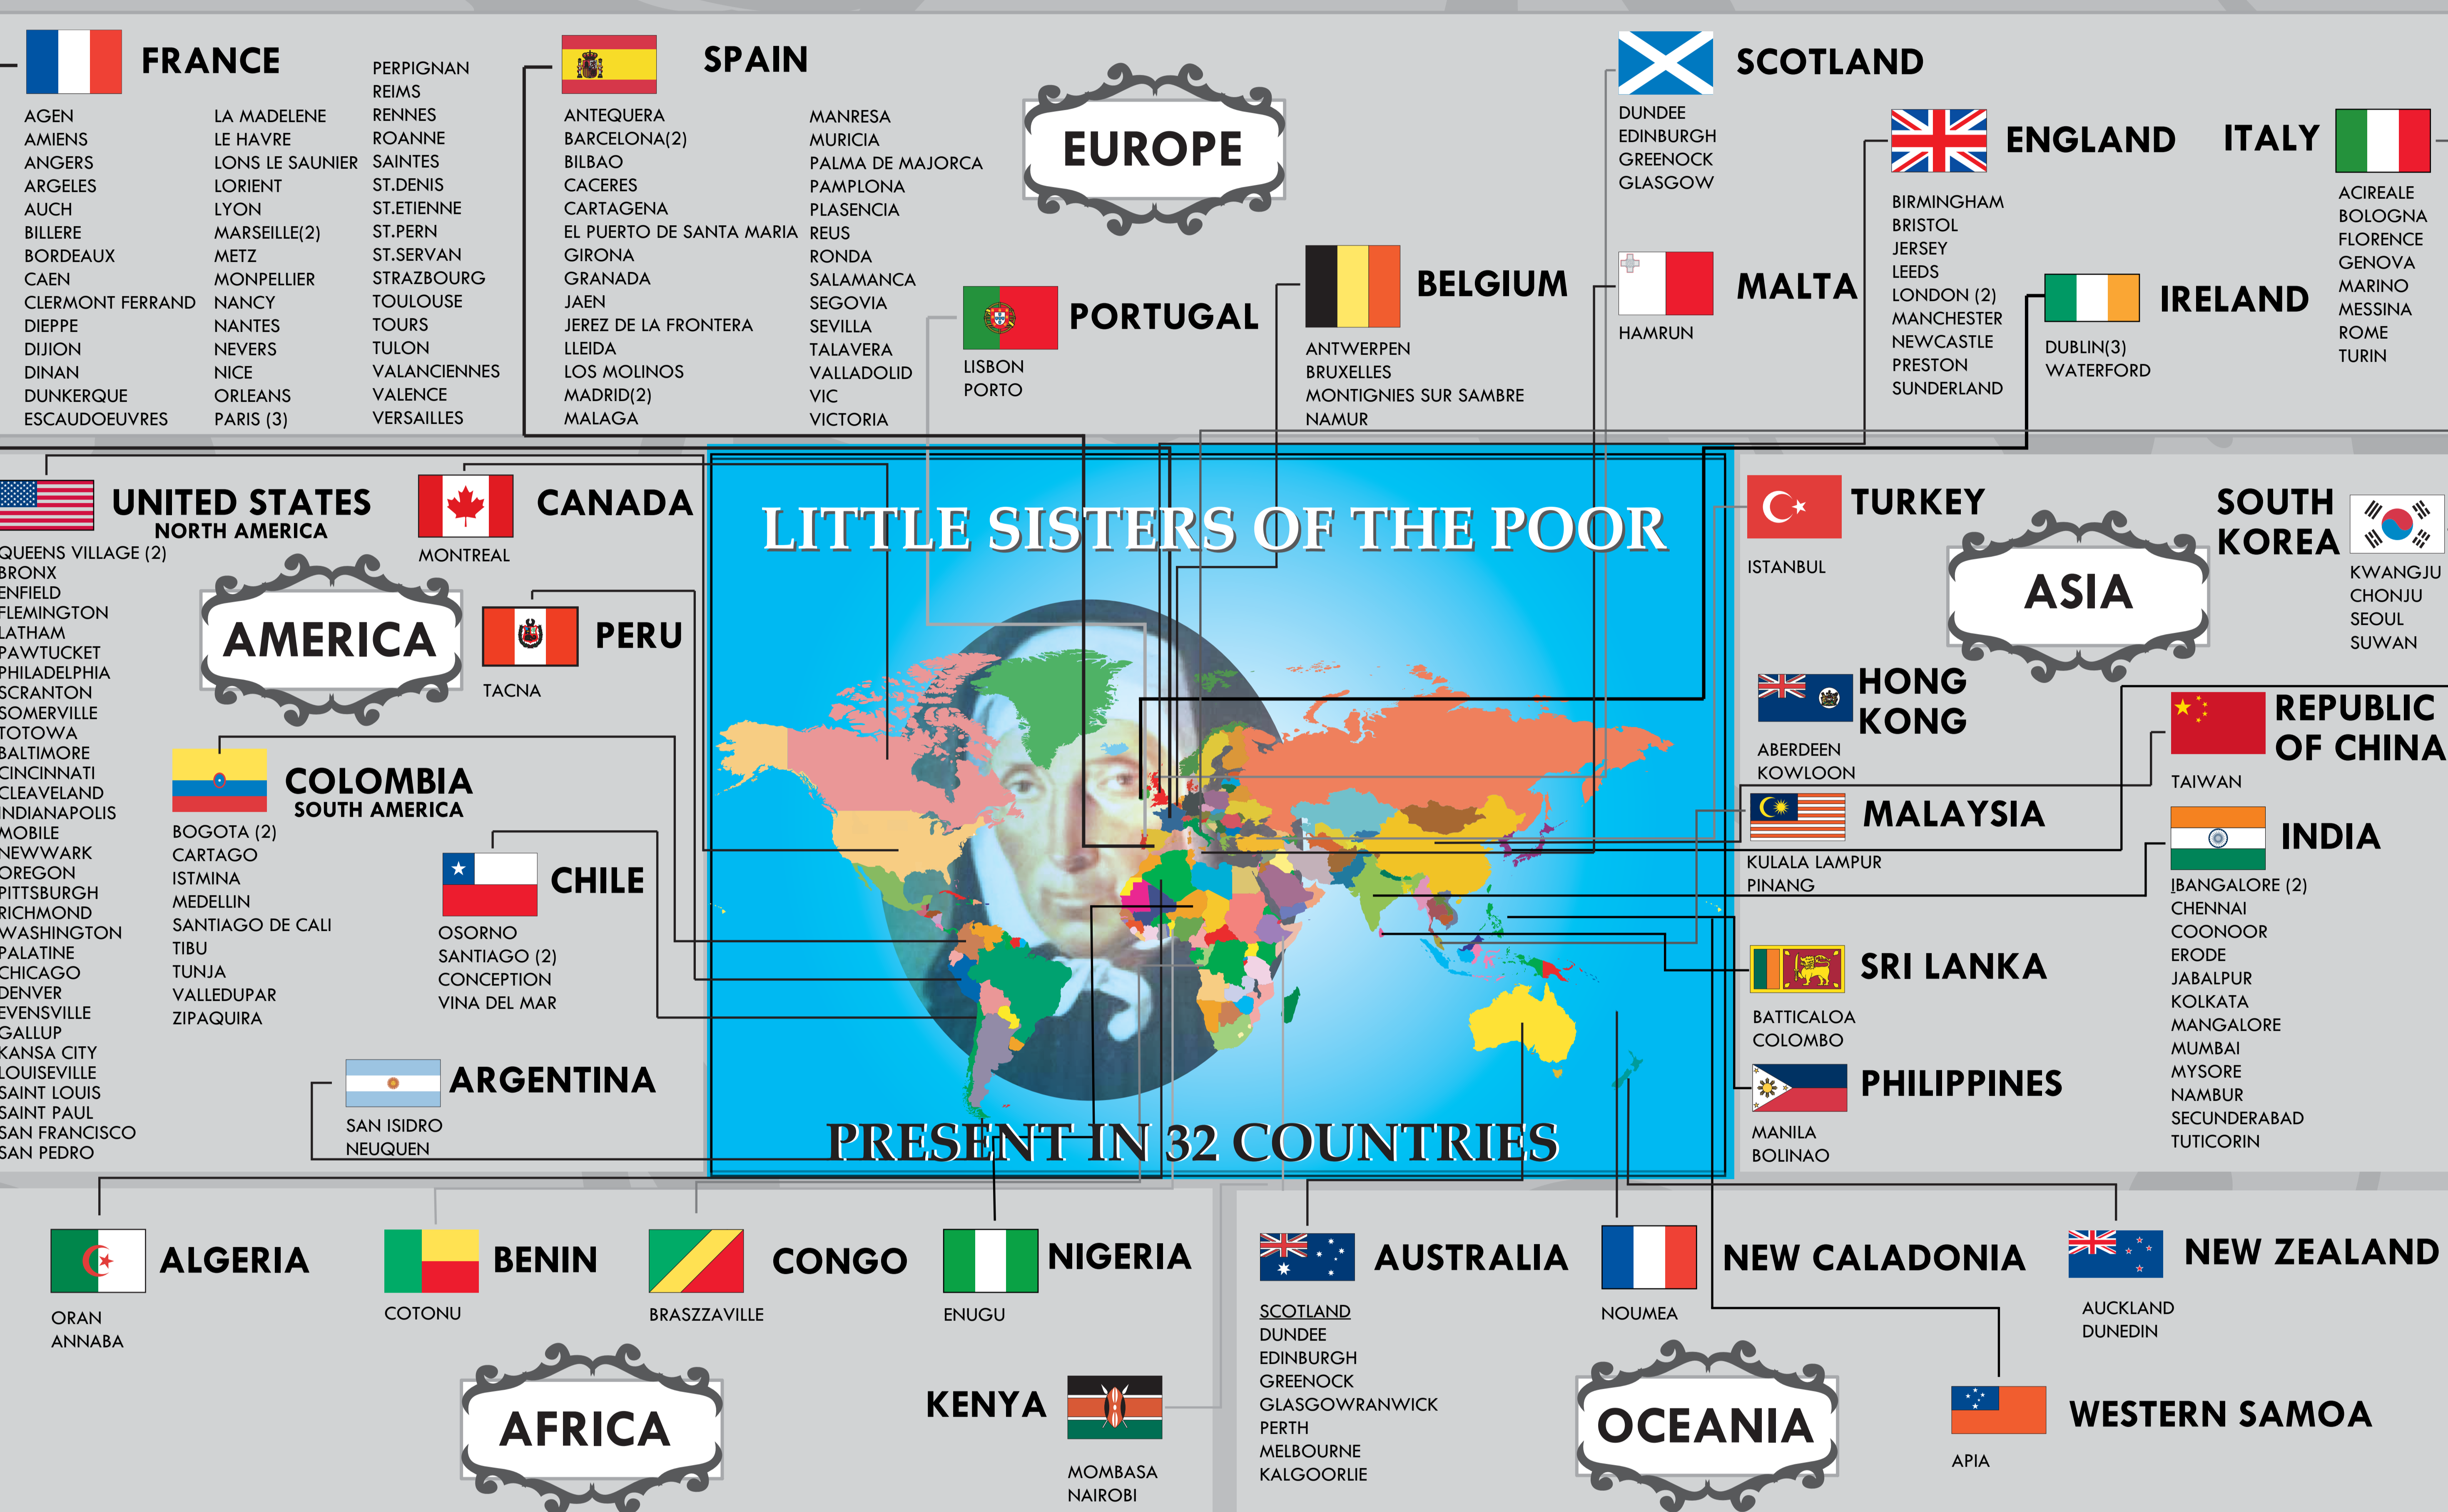 FRANCE
AGEN
AMIENS
ANGERS
ARGELES
AUCH
BILLERE
BORDEAUX
CAEN
CLERMONT FERRAND
DIEPPE
DIJION
DINAN
DUNKERQUE
ESCAUDOEUVRES
LA MADELENE
LE HAVRE
LONS LE SAUNIER
LORIENT
LYON
MARSEILLE(2)
METZ
MONPELLIER
NANCY
NANTES
NEVERS
NICE
ORLEANS
PARIS (3)
PERPIGNAN
REIMS
RENNES
ROANNE
SAINTES
ST.DENIS
ST.ETIENNE
ST.PERN
ST.SERVAN
STRAZBOURG
TOULOUSE
TOURS
TULON
VALANCIENNES
VALENCE
VERSAILLES
SPAIN
ANTEQUERA
BARCELONA(2)
BILBAO
CACERES
CARTAGENA
EL PUERTO DE SANTA MARIA
GIRONA
GRANADA
JAEN
JEREZ DE LA FRONTERA
LLEIDA
LOS MOLINOS
MADRID(2)
MALAGA
MANRESA
MURICIA
PALMA DE MAJORCA
PAMPLONA
PLASENCIA
REUS
RONDA
SALAMANCA
SEGOVIA
SEVILLA
TALAVERA
VALLADOLID
VIC
VICTORIA
EUROPE
PORTUGAL
LISBON
PORTO
BELGIUM
ANTWERPEN
BRUXELLES
MONTIGNIES SUR SAMBRE
NAMUR
SCOTLAND
DUNDEE
EDINBURGH
GREENOCK
GLASGOW
MALTA
HAMRUN
ENGLAND
BIRMINGHAM
BRISTOL
JERSEY
LEEDS
LONDON (2)
MANCHESTER
NEWCASTLE
PRESTON
SUNDERLAND
IRELAND
DUBLIN(3)
WATERFORD
ITALY
ACIREALE
BOLOGNA
FLORENCE
GENOVA
MARINO
MESSINA
ROME
TURIN
UNITED STATES
NORTH AMERICA
QUEENS VILLAGE (2)
BRONX
ENFIELD
FLEMINGTON
LATHAM
PAWTUCKET
PHILADELPHIA
SCRANTON
SOMERVILLE
TOTOWA
BALTIMORE
CINCINNATI
CLEAVELAND
INDIANAPOLIS
MOBILE
NEWWARK
OREGON
PITTSBURGH
RICHMOND
WASHINGTON
PALATINE
CHICAGO
DENVER
EVENSVILLE
GALLUP
KANSA CITY
LOUISEVILLE
SAINT LOUIS
SAINT PAUL
SAN FRANCISCO
SAN PEDRO
CANADA
MONTREAL
AMERICA
PERU
TACNA
COLOMBIA
SOUTH AMERICA
BOGOTA (2)
CARTAGO
ISTMINA
MEDELLIN
SANTIAGO DE CALI
TIBU
TUNJA
VALLEDUPAR
ZIPAQUIRA
CHILE
OSORNO
SANTIAGO (2)
CONCEPTION
VINA DEL MAR
ARGENTINA
SAN ISIDRO
NEUQUEN
LITTLE SISTERS OF THE POOR
PRESENT IN 32 COUNTRIES
TURKEY
ISTANBUL
ASIA
SOUTH
KOREA
KWANGJU
CHONJU
SEOUL
SUWAN
HONG
KONG
ABERDEEN
KOWLOON
REPUBLIC
OF CHINA
TAIWAN
MALAYSIA
KULALA LAMPUR
PINANG
INDIA
IBANGALORE (2)
CHENNAI
COONOOR
ERODE
JABALPUR
KOLKATA
MANGALORE
MUMBAI
MYSORE
NAMBUR
SECUNDERABAD
TUTICORIN
SRI LANKA
BATTICALOA
COLOMBO
PHILIPPINES
MANILA
BOLINAO
ALGERIA
ORAN
ANNABA
BENIN
COTONU
CONGO
BRASZZAVILLE
NIGERIA
ENUGU
AFRICA
KENYA
MOMBASA
NAIROBI
AUSTRALIA
SCOTLAND
DUNDEE
EDINBURGH
GREENOCK
GLASGOWRANWICK
PERTH
MELBOURNE
KALGOORLIE
NEW CALADONIA
NOUMEA
OCEANIA
NEW ZEALAND
AUCKLAND
DUNEDIN
WESTERN SAMOA
APIA